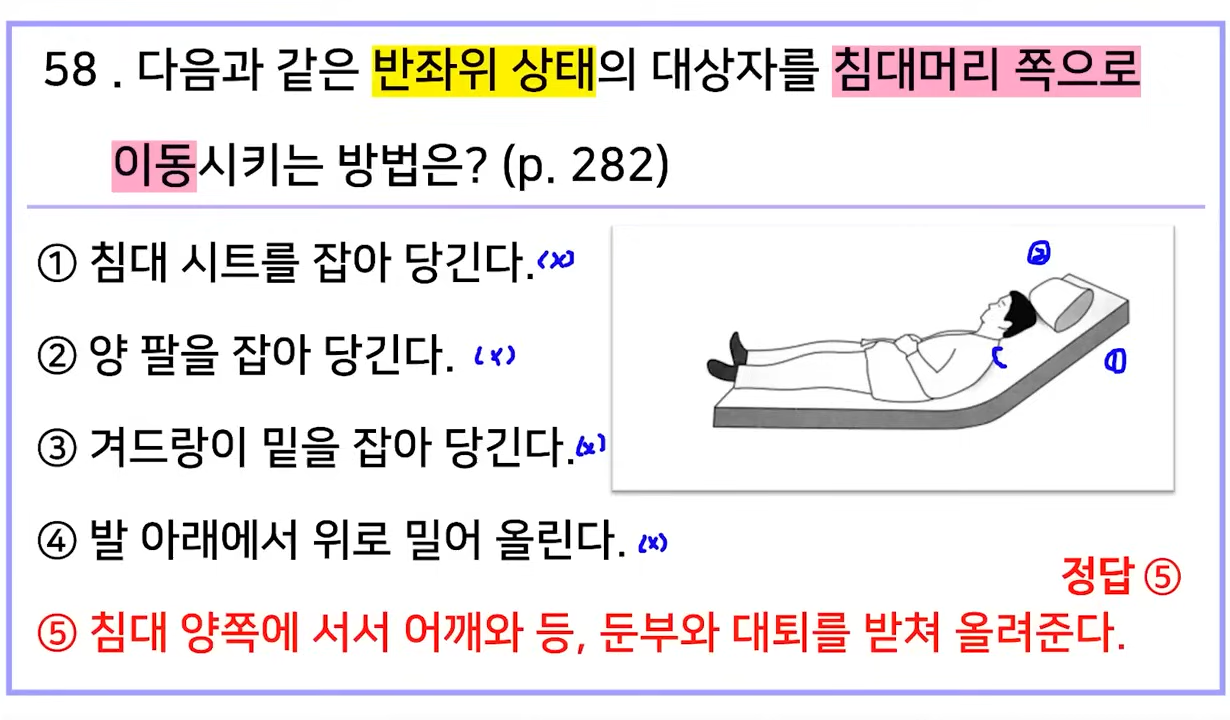 58 . 다음과 같은 반좌위 상태의 대상자를 침대머리 쪽으로
이동시키는 방법은? (p. 282)
① 침대 시트를 잡아 당긴다. (x)
② 양 팔을 잡아 당긴다. (x)
③ 겨드랑이 밑을 잡아 당긴다. (x)
④ 발 아래에서 위로 밀어 올린다. (x)
②
①
정답 ⑤
⑤ 침대 양쪽에 서서 어깨와 등, 둔부와 대퇴를 받쳐 올려준다.